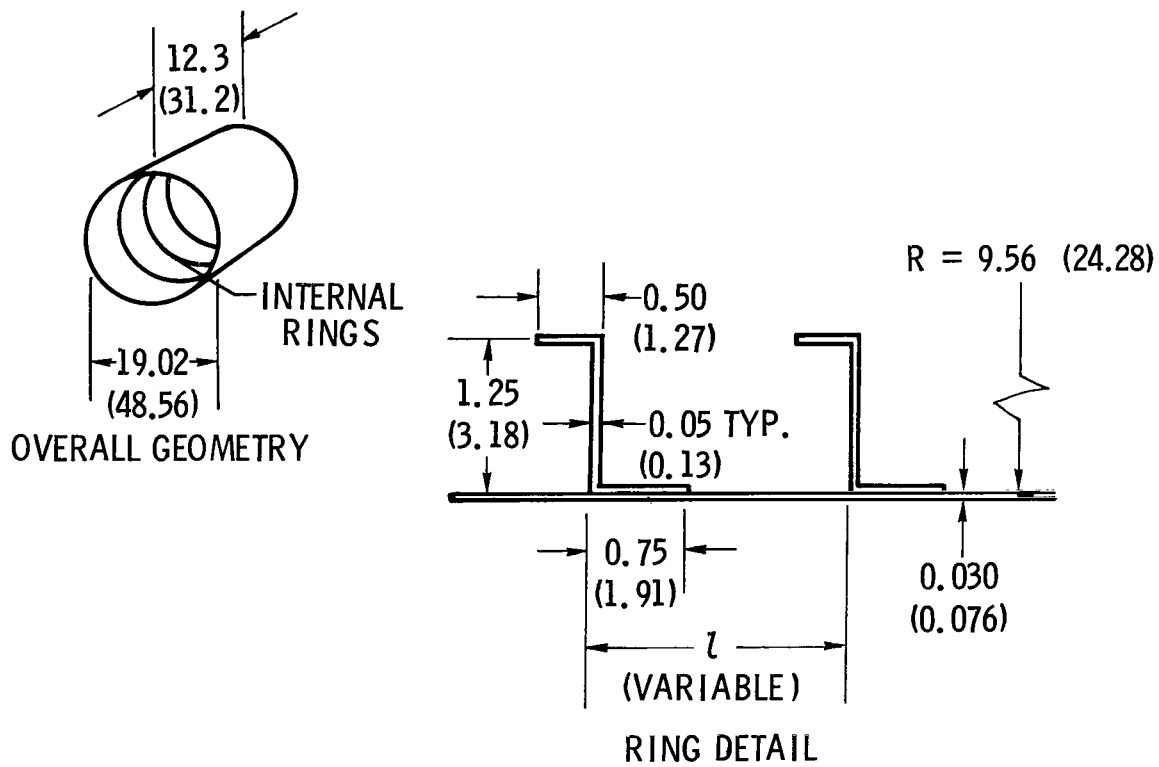 12.3
(31.2)
INTERNAL
RINGS
19.02
(48.56)
OVERALL GEOMETRY
R = 9.56 (24.28)
0.50
(1.27)
1.25
(3.18)
0.05 TYP.
(0.13)
0.75
(1.91)
0.030
(0.076)
l
(VARIABLE)
RING DETAIL